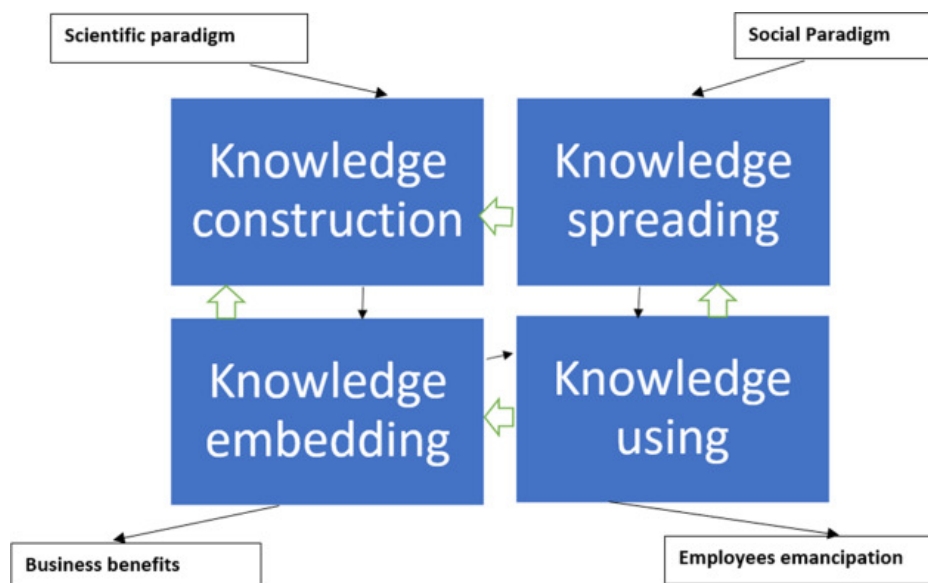 Scientific paradigm
Social Paradigm
Knowledge
construction
Knowledge
spreading
Knowledge
embedding
Knowledge
using
Business benefits
Employees emancipation